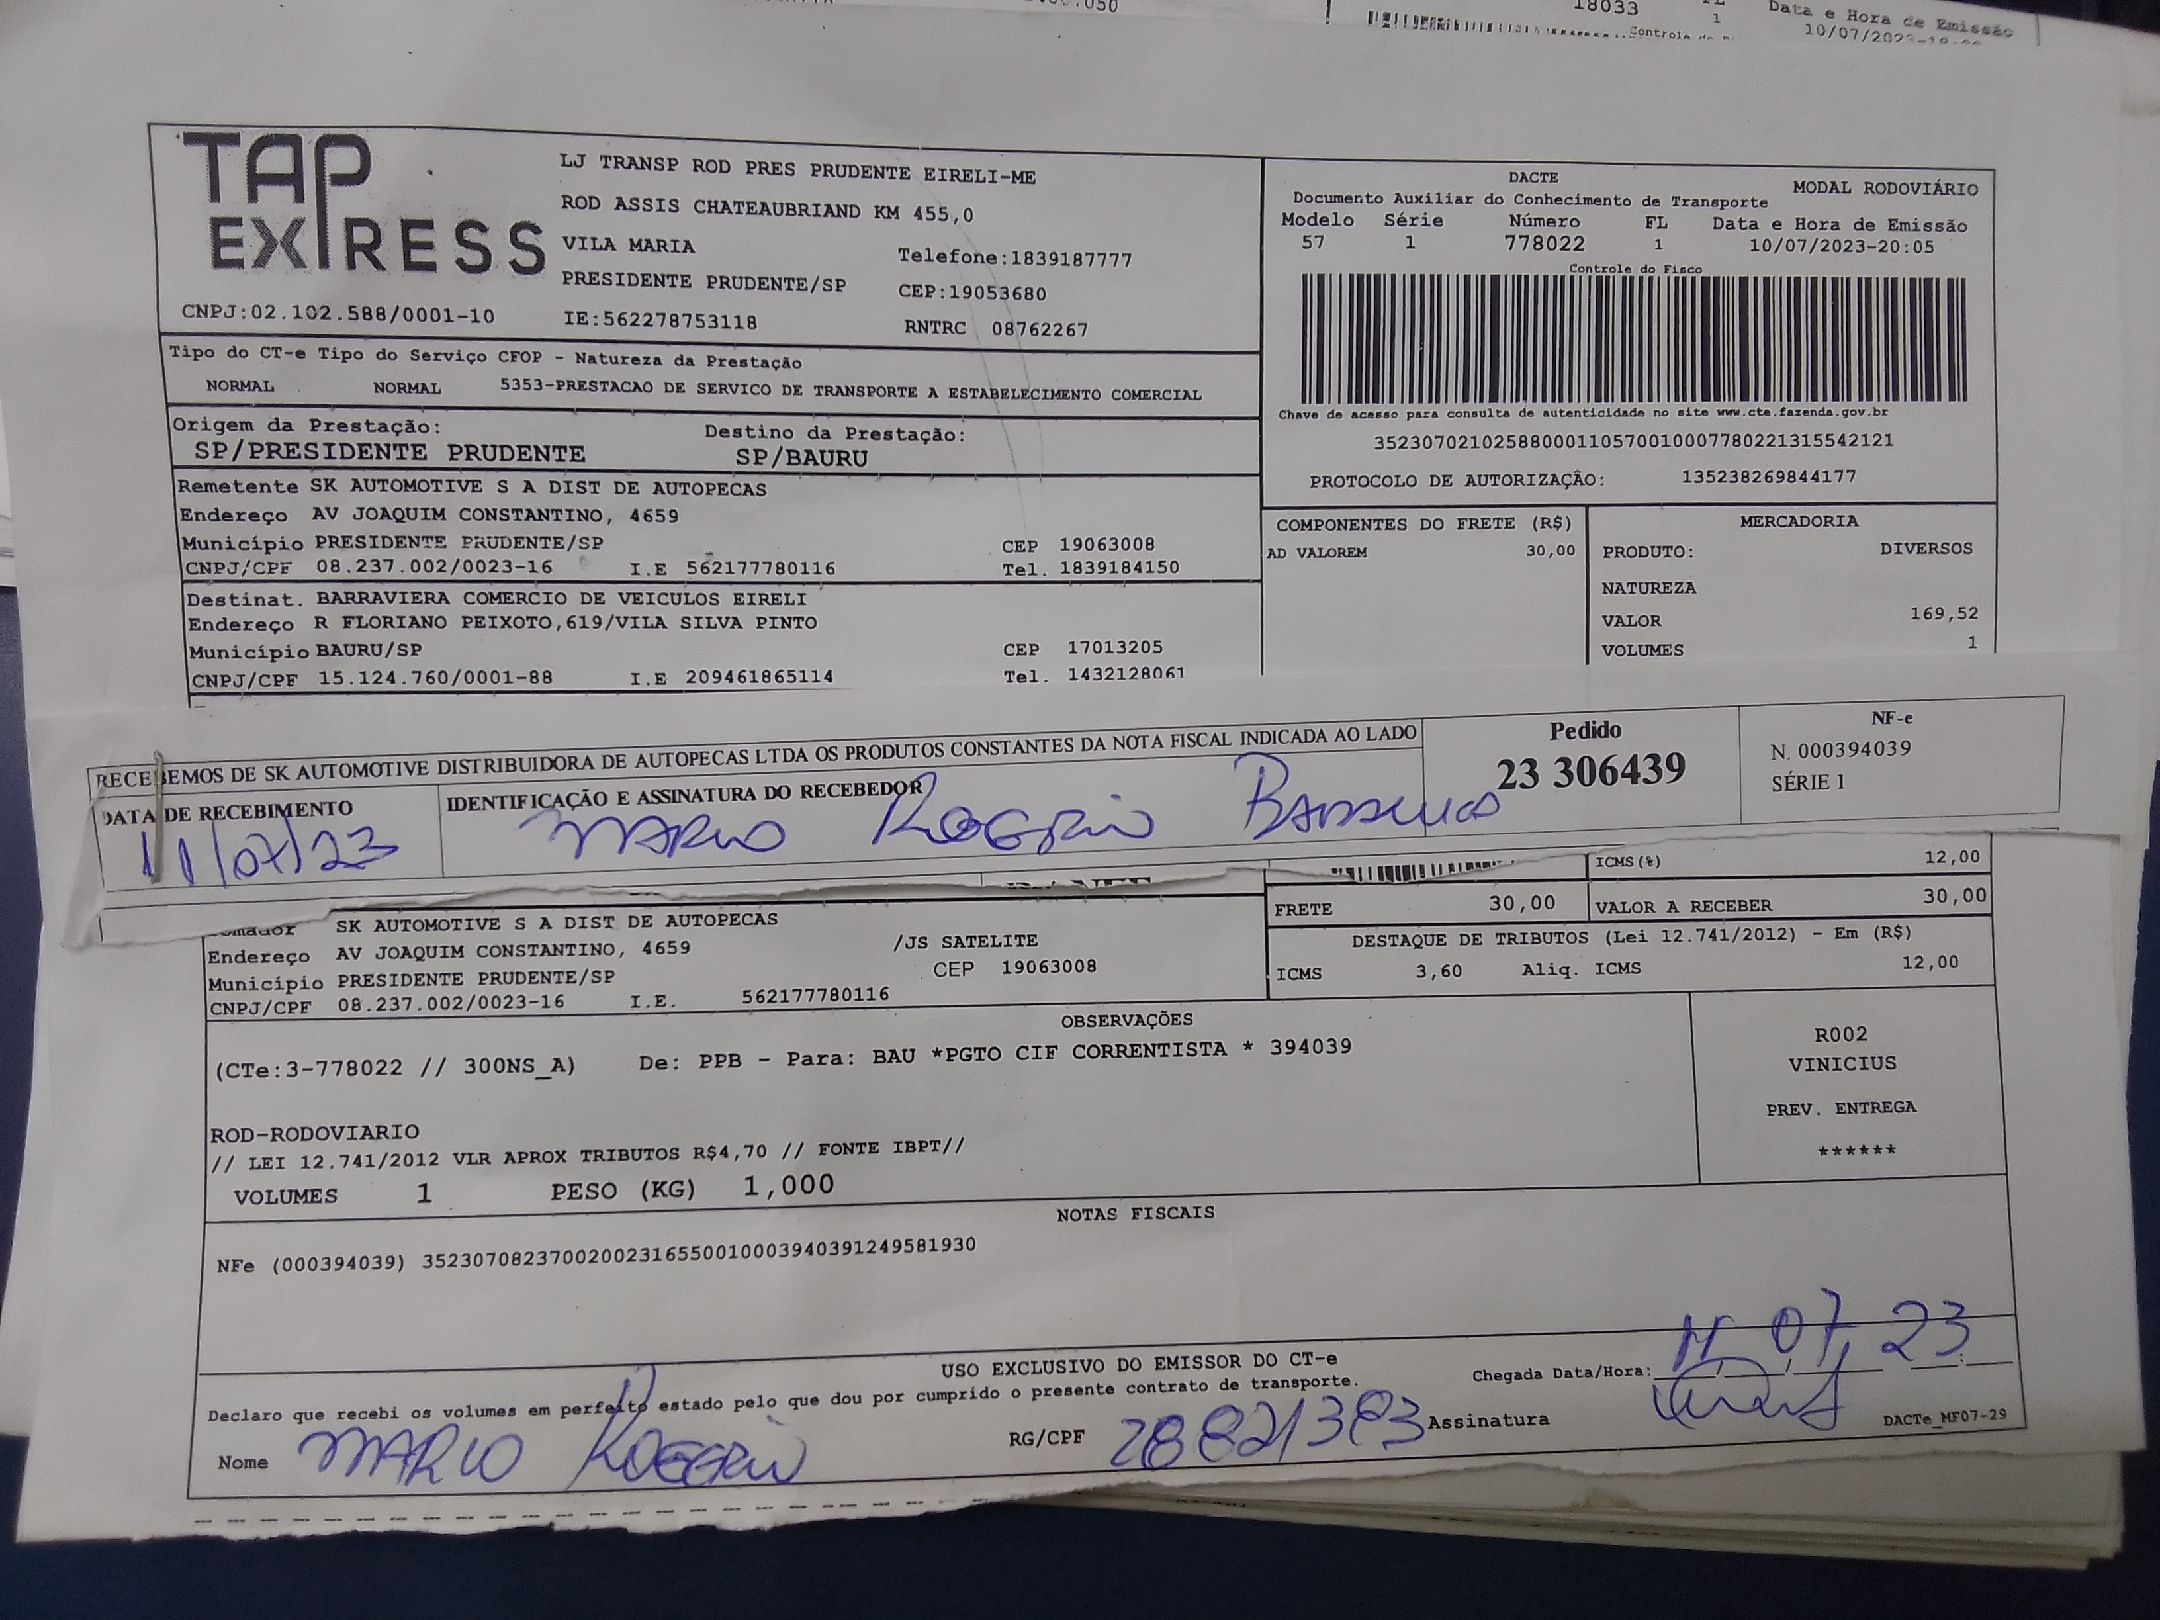 18033
1
Data e Hora de Emissão
TAP EXPRESS
LJ TRANSP ROD PRES PRUDENTE EIRELI-ME
ROD ASSIS CHATEAUBRIAND KM 455,0
VILA MARIA Telefone:1839187777
PRESIDENTE PRUDENTE/SP CEP:19053680
CNPJ:02.102.588/0001-10 IE:562278753118 RNTRC 08762267
DACTE MODAL RODOVIÁRIO
Documento Auxiliar do Conhecimento de Transporte
Modelo Série Número FL Data e Hora de Emissão
57 1 778022 1 10/07/2023-20:05
Controle do Fisco
Chave de acesso para consulta de autenticidade no site www.cte.fazenda.gov.br
35230702102588000110570010007780221315542121
PROTOCOLO DE AUTORIZAÇÂO: 135238269844177
Tipo do CT-e Tipo do Serviço CFOP - Natureza da Prestação
NORMAL NORMAL 5353-PRESTACAO DE SERVICO DE TRANSPORTE A ESTABELECIMENTO COMERCIAL
Origem da Prestação: Destino da Prestação:
SP/PRESIDENTE PRUDENTE SP/BAURU
Remetente SK AUTOMOTIVE S A DIST DE AUTOPECAS
Endereço AV JOAQUIM CONSTANTINO, 4659
Município PRESIDENTE PRUDENTE/SP CEP 19063008
CNPJ/CPF 08.237.002/0023-16 I.E 562177780116 Tel. 1839184150
Destinat. BARRAVIERA COMERCIO DE VEICULOS EIRELI
Endereço R FLORIANO PEIXOTO,619/VILA SILVA PINTO
Município BAURU/SP CEP 17013205
CNPJ/CPF 15.124.760/0001-88 I.E 209461865114 Tel. 1432128061
COMPONENTES DO FRETE (R$) MERCADORIA
AD VALOREM 30,00 PRODUTO: DIVERSOS
NATUREZA
VALOR 169,52
VOLUMES 1
RECEBEMOS DE SK AUTOMOTIVE DISTRIBUIDORA DE AUTOPECAS LTDA OS PRODUTOS CONSTANTES DA NOTA FISCAL INDICADA AO LADO
DATA DE RECEBIMENTO IDENTIFICAÇÃO E ASSINATURA DO RECEBEDOR
11/07/23 MARIO ROGERIO
Pedido
23 306439
NF-e
N. 000394039
SÉRIE 1
ICMS (%) 12,00
FRETE 30,00 VALOR A RECEBER 30,00
DESTAQUE DE TRIBUTOS (Lei 12.741/2012) - Em (R$)
ICMS 3,60 Aliq. ICMS 12,00
SK AUTOMOTIVE S A DIST DE AUTOPECAS
Endereço AV JOAQUIM CONSTANTINO, 4659 /JS SATELITE
Município PRESIDENTE PRUDENTE/SP CEP 19063008
CNPJ/CPF 08.237.002/0023-16 I.E. 562177780116
OBSERVAÇÕES
(CTe:3-778022 // 300NS_A) De: PPB - Para: BAU *PGTO CIF CORRENTISTA * 394039
ROD-RODOVIARIO
// LEI 12.741/2012 VLR APROX TRIBUTOS R$4,70 // FONTE IBPT//
VOLUMES 1 PESO (KG) 1,000
R002
VINICIUS
PREV. ENTREGA
******
NOTAS FISCAIS
NFe (000394039) 35230708237002002316550010003940391249581930
USO EXCLUSIVO DO EMISSOR DO CT-e
Declaro que recebi os volumes em perfeito estado pelo que dou por cumprido o presente contrato de transporte.
Chegada Data/Hora: 11 07 23
Nome MARIO ROGERIO RG/CPF 28821383 Assinatura
DACTe_MF07-29